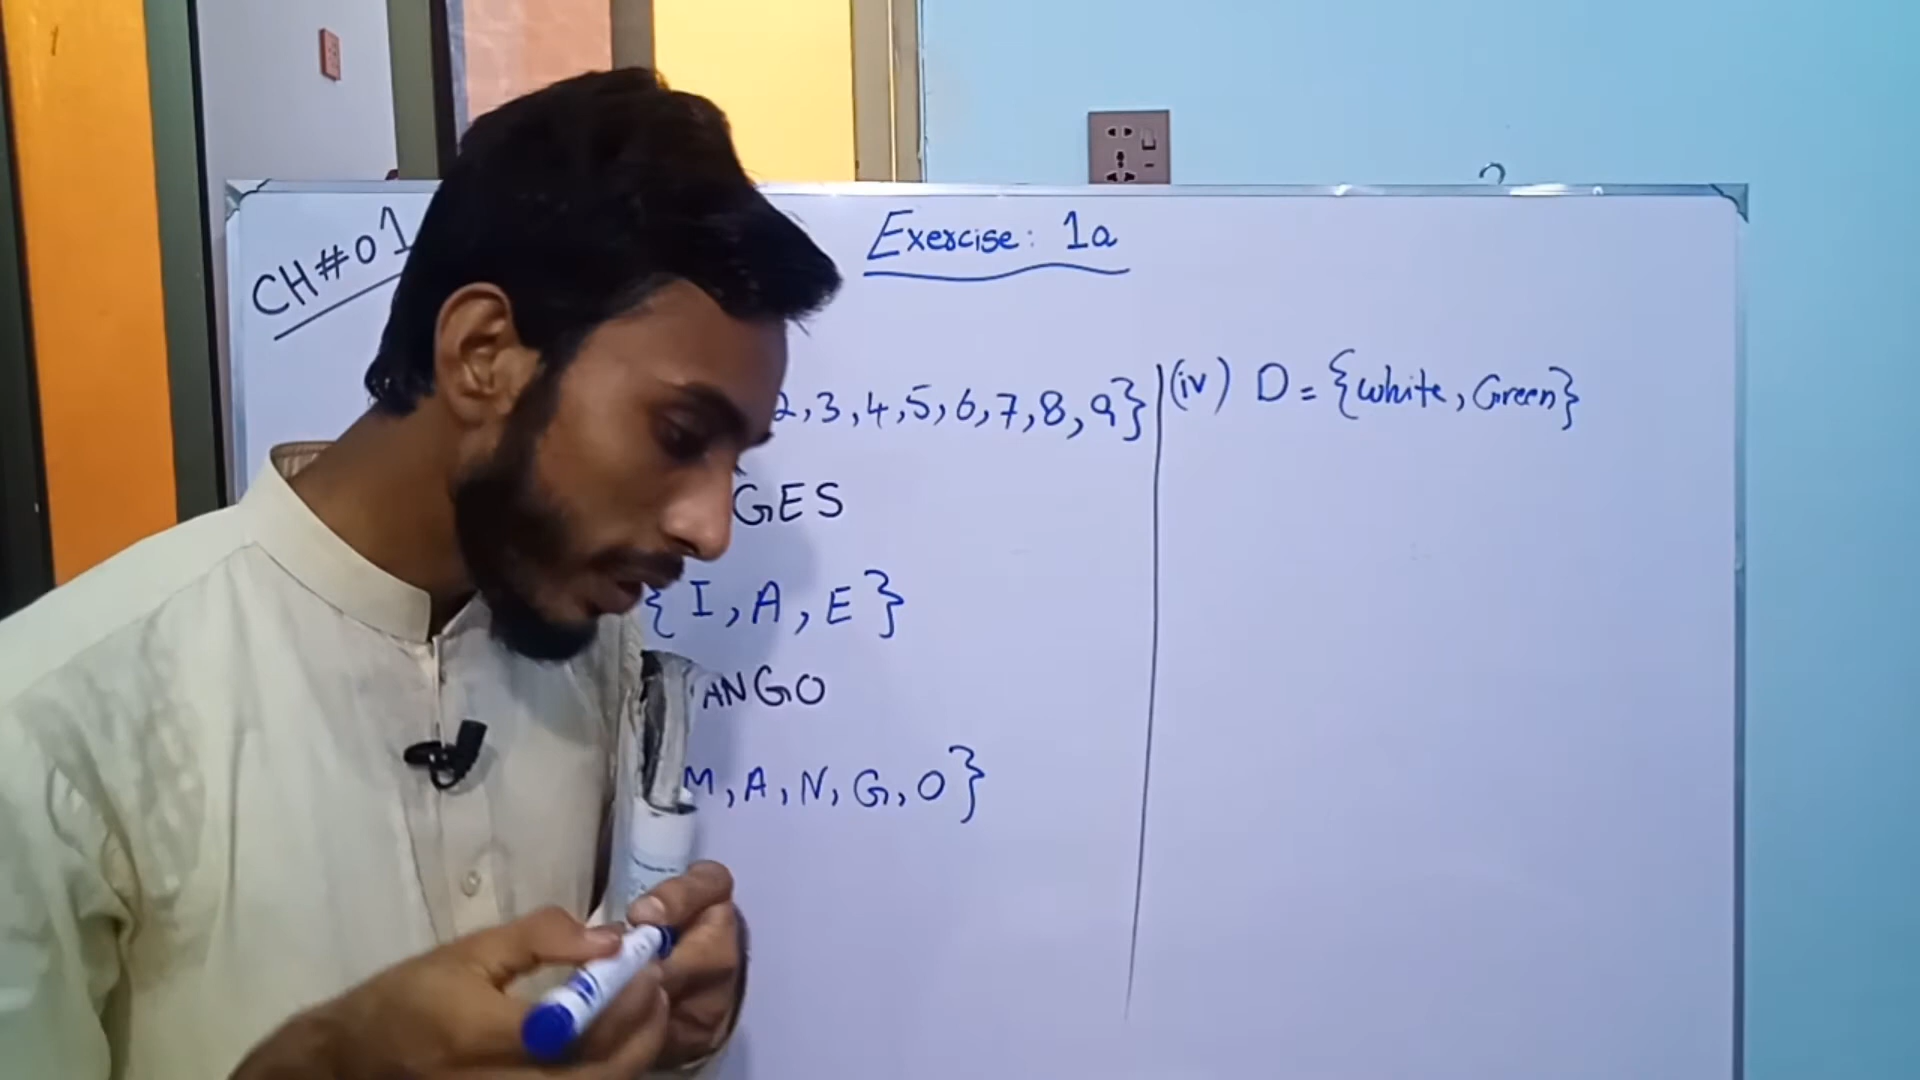 CH#01
Exercise: 1a
2,3,4,5,6,7,8,9}
GES
{I,A,E}
ANGO
M,A,N,G,O}
(iv) D={white,Green}